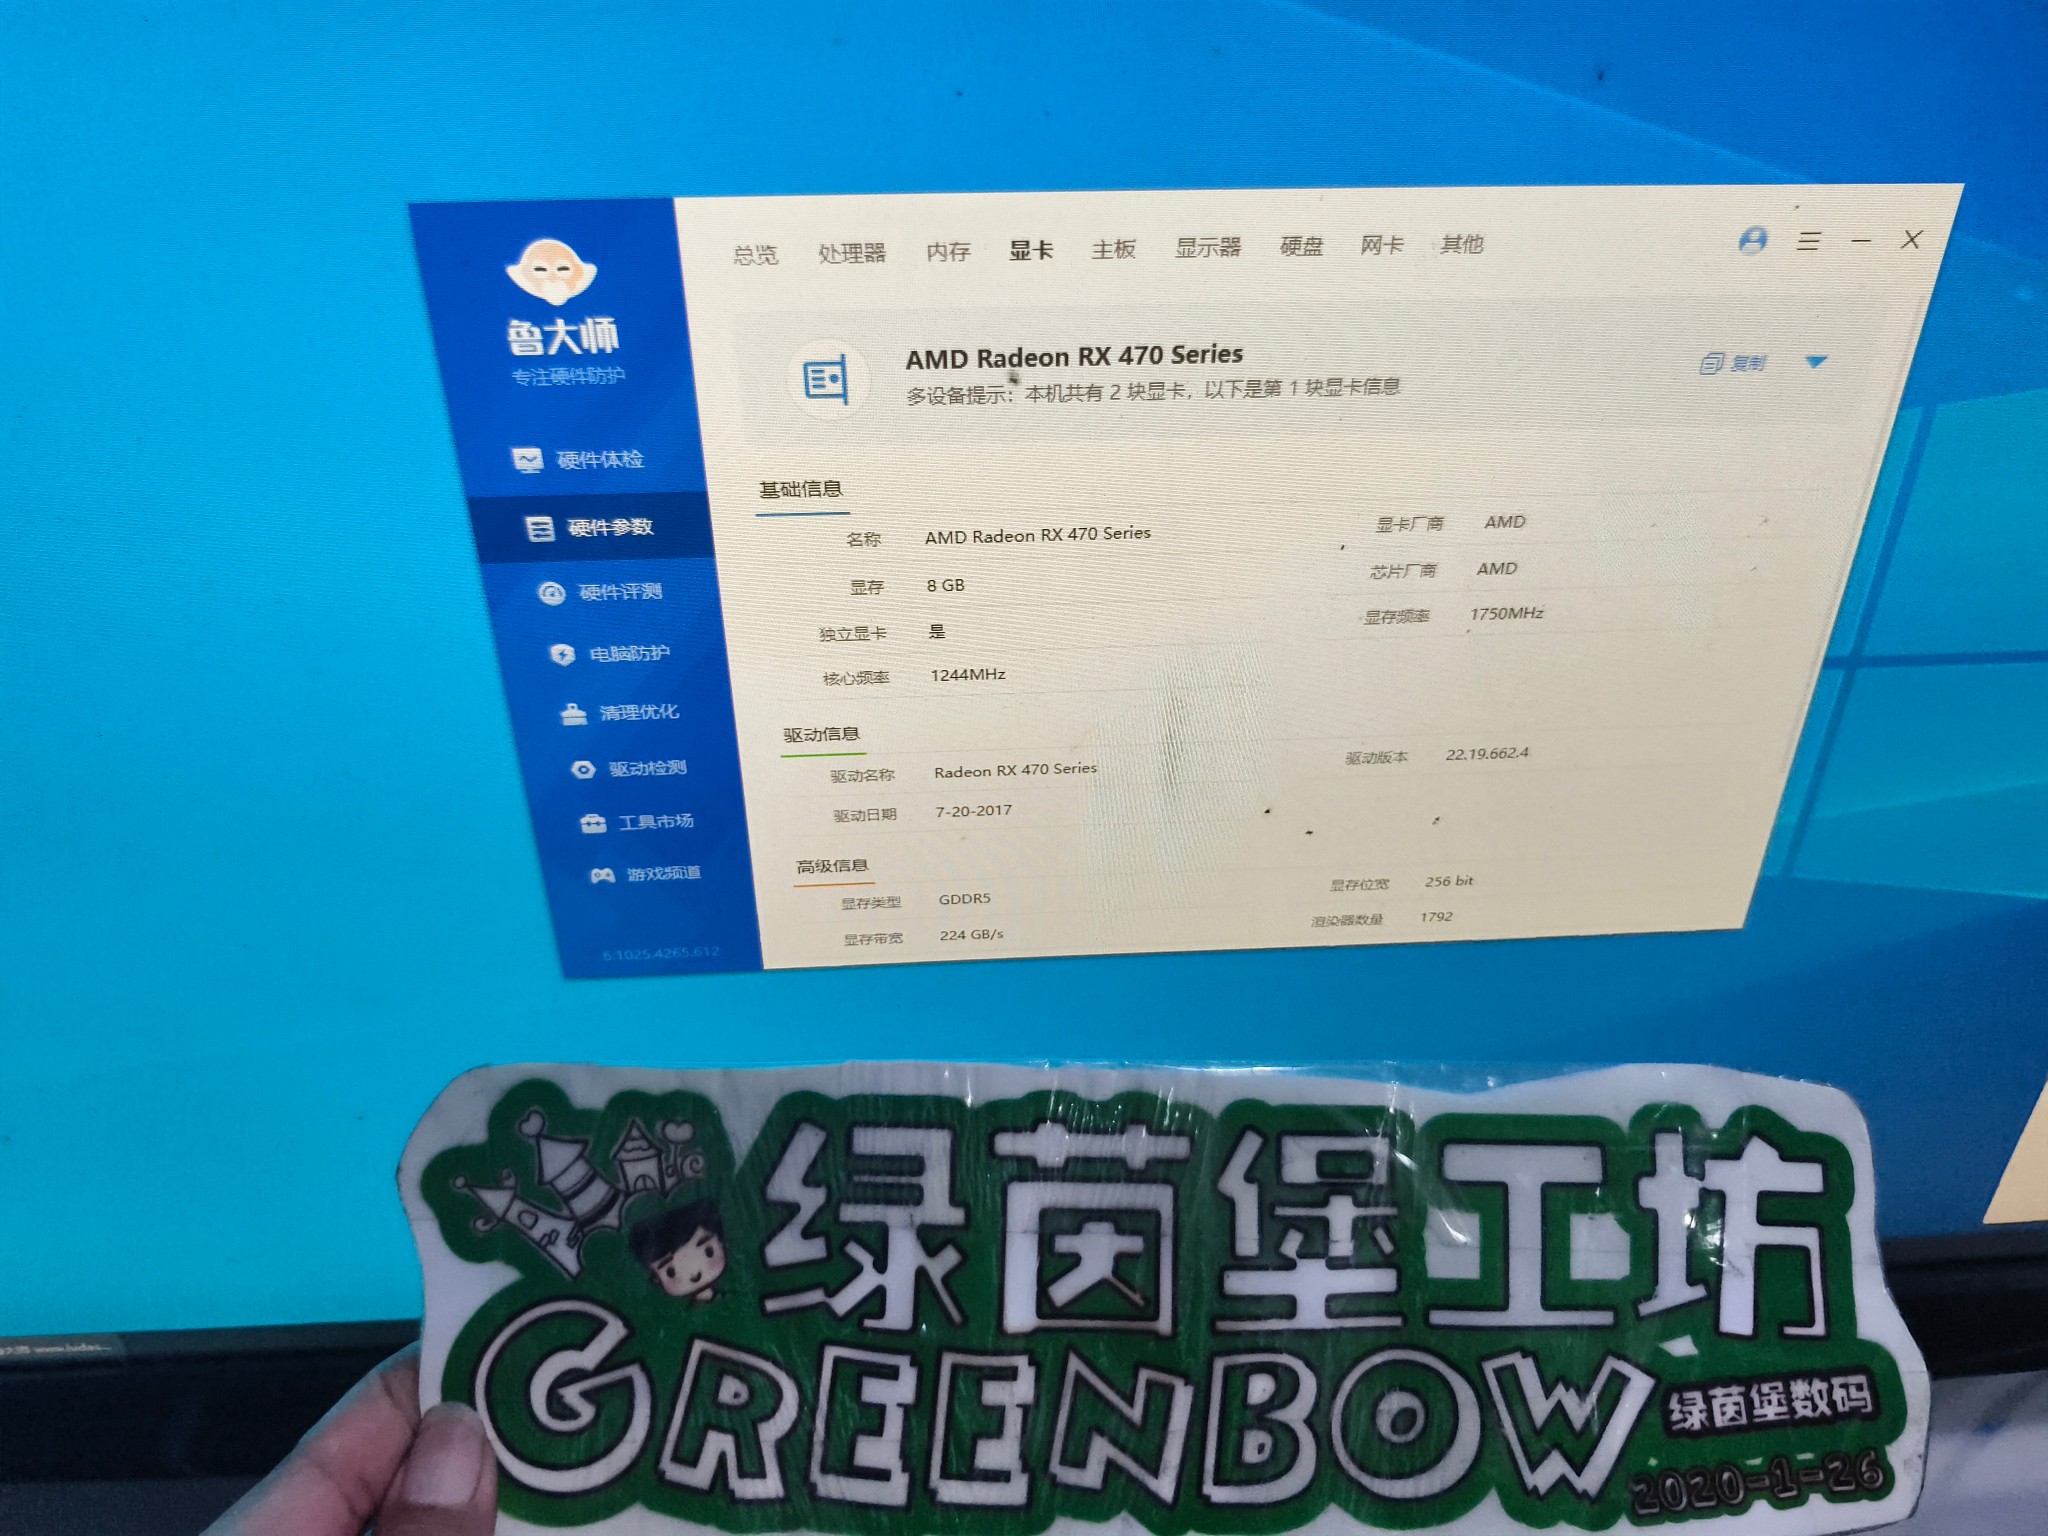 总览 处理器 内存 显卡 主板 显示器 硬盘 网卡 其他
鲁大师
专注硬件防护
硬件体检
硬件参数
硬件评测
电脑防护
清理优化
驱动检测
工具市场
游戏频道
6.1025.4265.612
AMD Radeon RX 470 Series
多设备提示：本机共有 2 块显卡，以下是第 1 块显卡信息
复制
基础信息
名称 AMD Radeon RX 470 Series 显卡厂商 AMD
显存 8 GB 芯片厂商 AMD
独立显卡 是 显存频率 1750MHz
核心频率 1244MHz
驱动信息
驱动名称 Radeon RX 470 Series 驱动版本 22.19.662.4
驱动日期 7-20-2017
高级信息
显存类型 GDDR5 显存位宽 256 bit
显存带宽 224 GB/s 渲染器数量 1792
绿茵堡工坊
GREENBOW
绿茵堡数码
2020-1-26